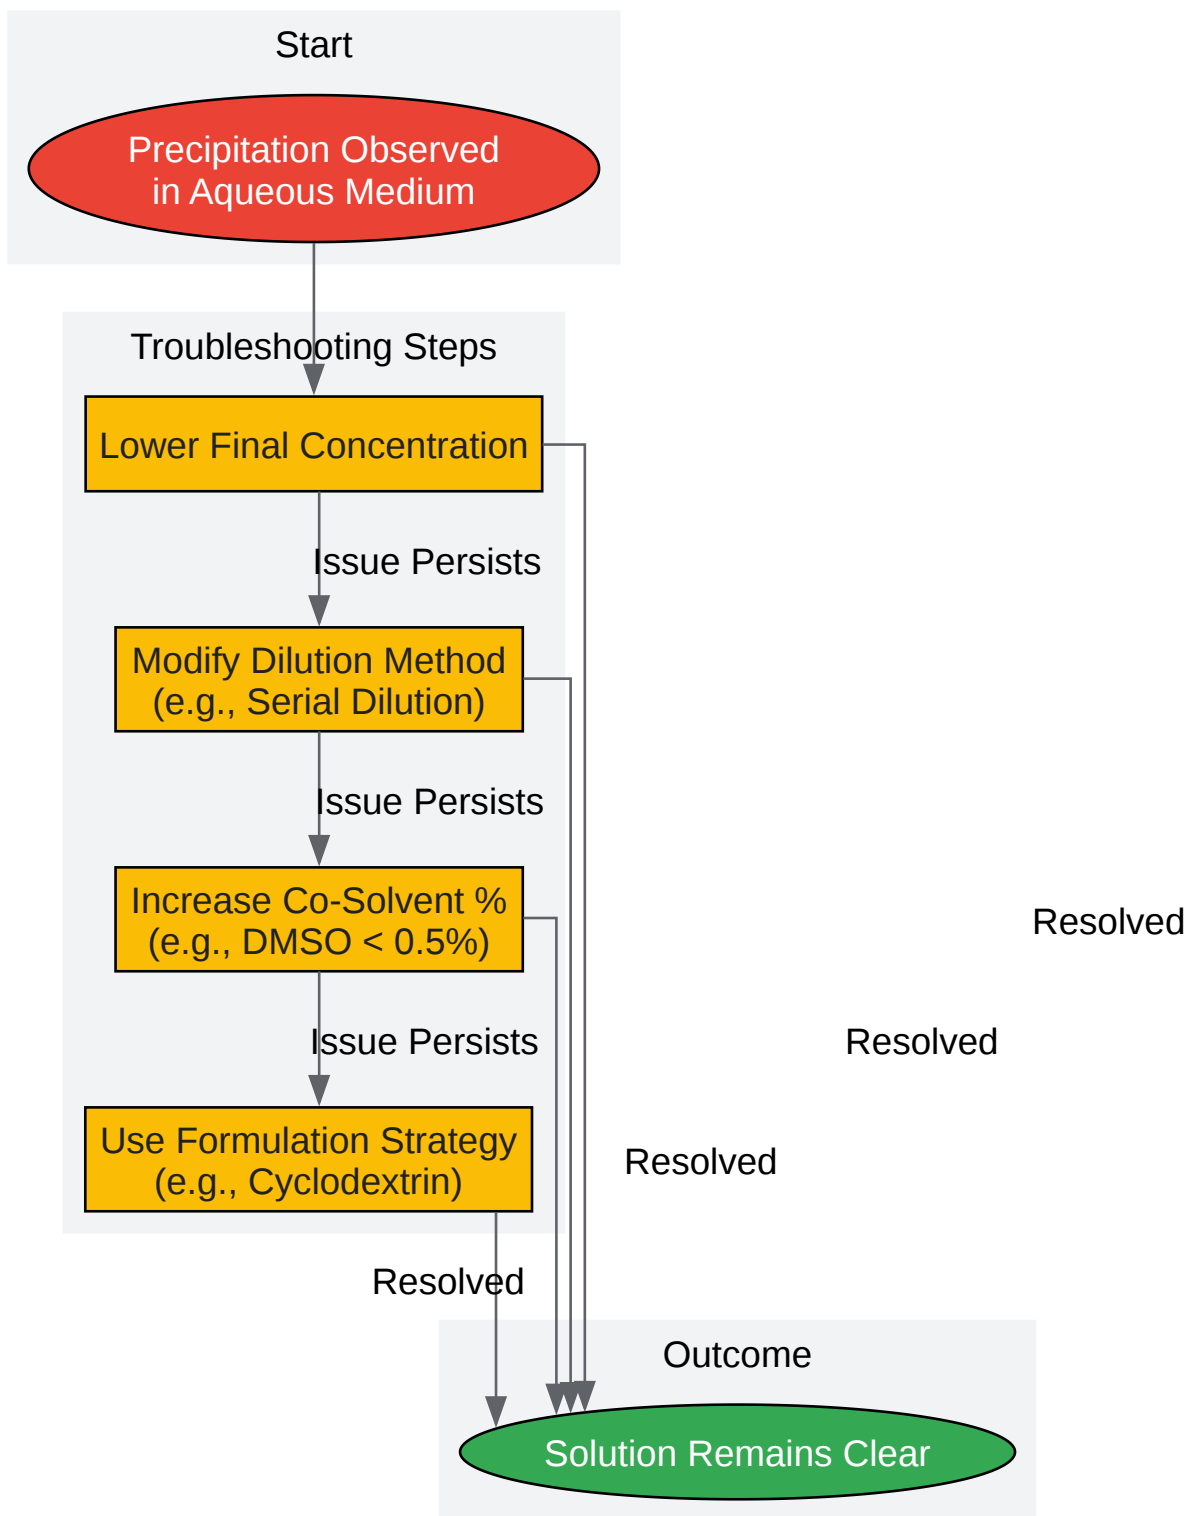 Start
Precipitation Observed
in Aqueous Medium
Troubleshooting Steps
Lower Final Concentration
Issue Persists
Modify Dilution Method
(e.g., Serial Dilution)
Issue Persists
Increase Co-Solvent %
(e.g., DMSO < 0.5%)
Resolved
Issue Persists
Resolved
Use Formulation Strategy
(e.g., Cyclodextrin)
Resolved
Resolved
Outcome
Solution Remains Clear